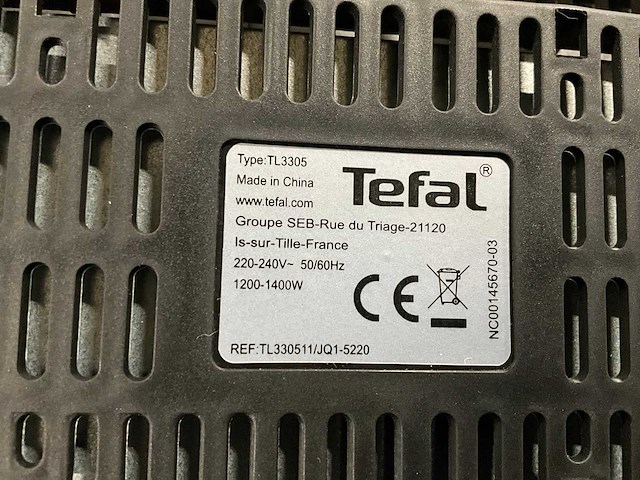 Type:TL3305
Made in China
www.tefal.com
Tefal®
Groupe SEB-Rue du Triage-21120
Is-sur-Tille-France
220-240V~ 50/60Hz
1200-1400W
CE
NC00145670-03
REF:TL330511/JQ1-5220